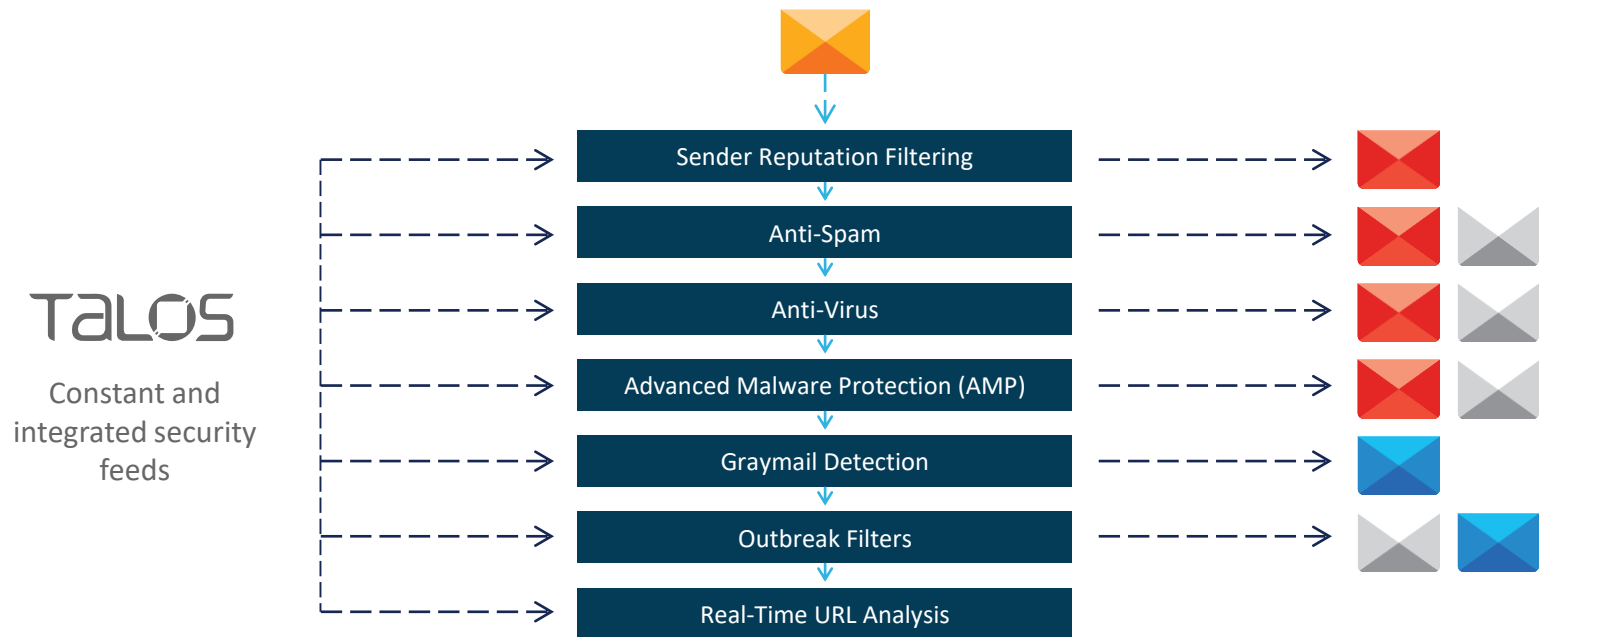 Sender Reputation Filtering
Anti-Spam
Anti-Virus
TALOS
Constant and
integrated security
feeds
Advanced Malware Protection (AMP)
Graymail Detection
Outbreak Filters
Real-Time URL Analysis